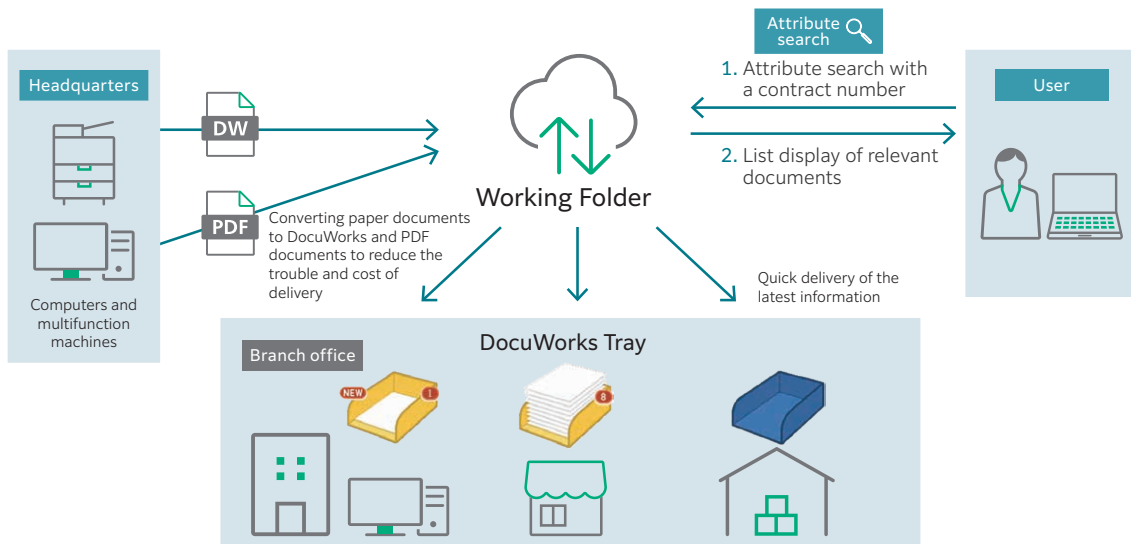 Headquarters
Computers and
multifunction
machines
DW
PDF
Converting paper documents
to DocuWorks and PDF
documents to reduce the
trouble and cost of
delivery
Working Folder
Attribute
search
1. Attribute search with
a contract number
2. List display of relevant
documents
User
Quick delivery of the
latest information
DocuWorks Tray
Branch office
NEW
1
8